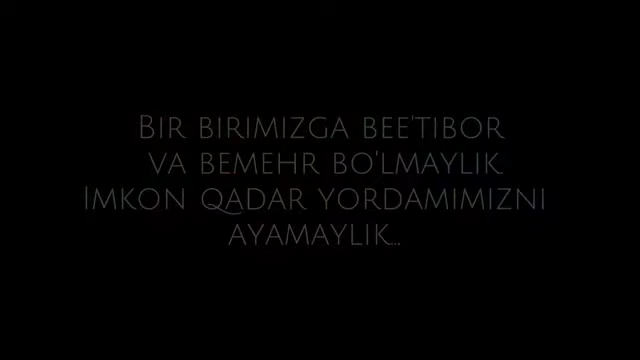 Bir birimizga bee'tibor
va bemehr bo'lmaylik
Imkon qadar yordamimizni
ayamaylik...